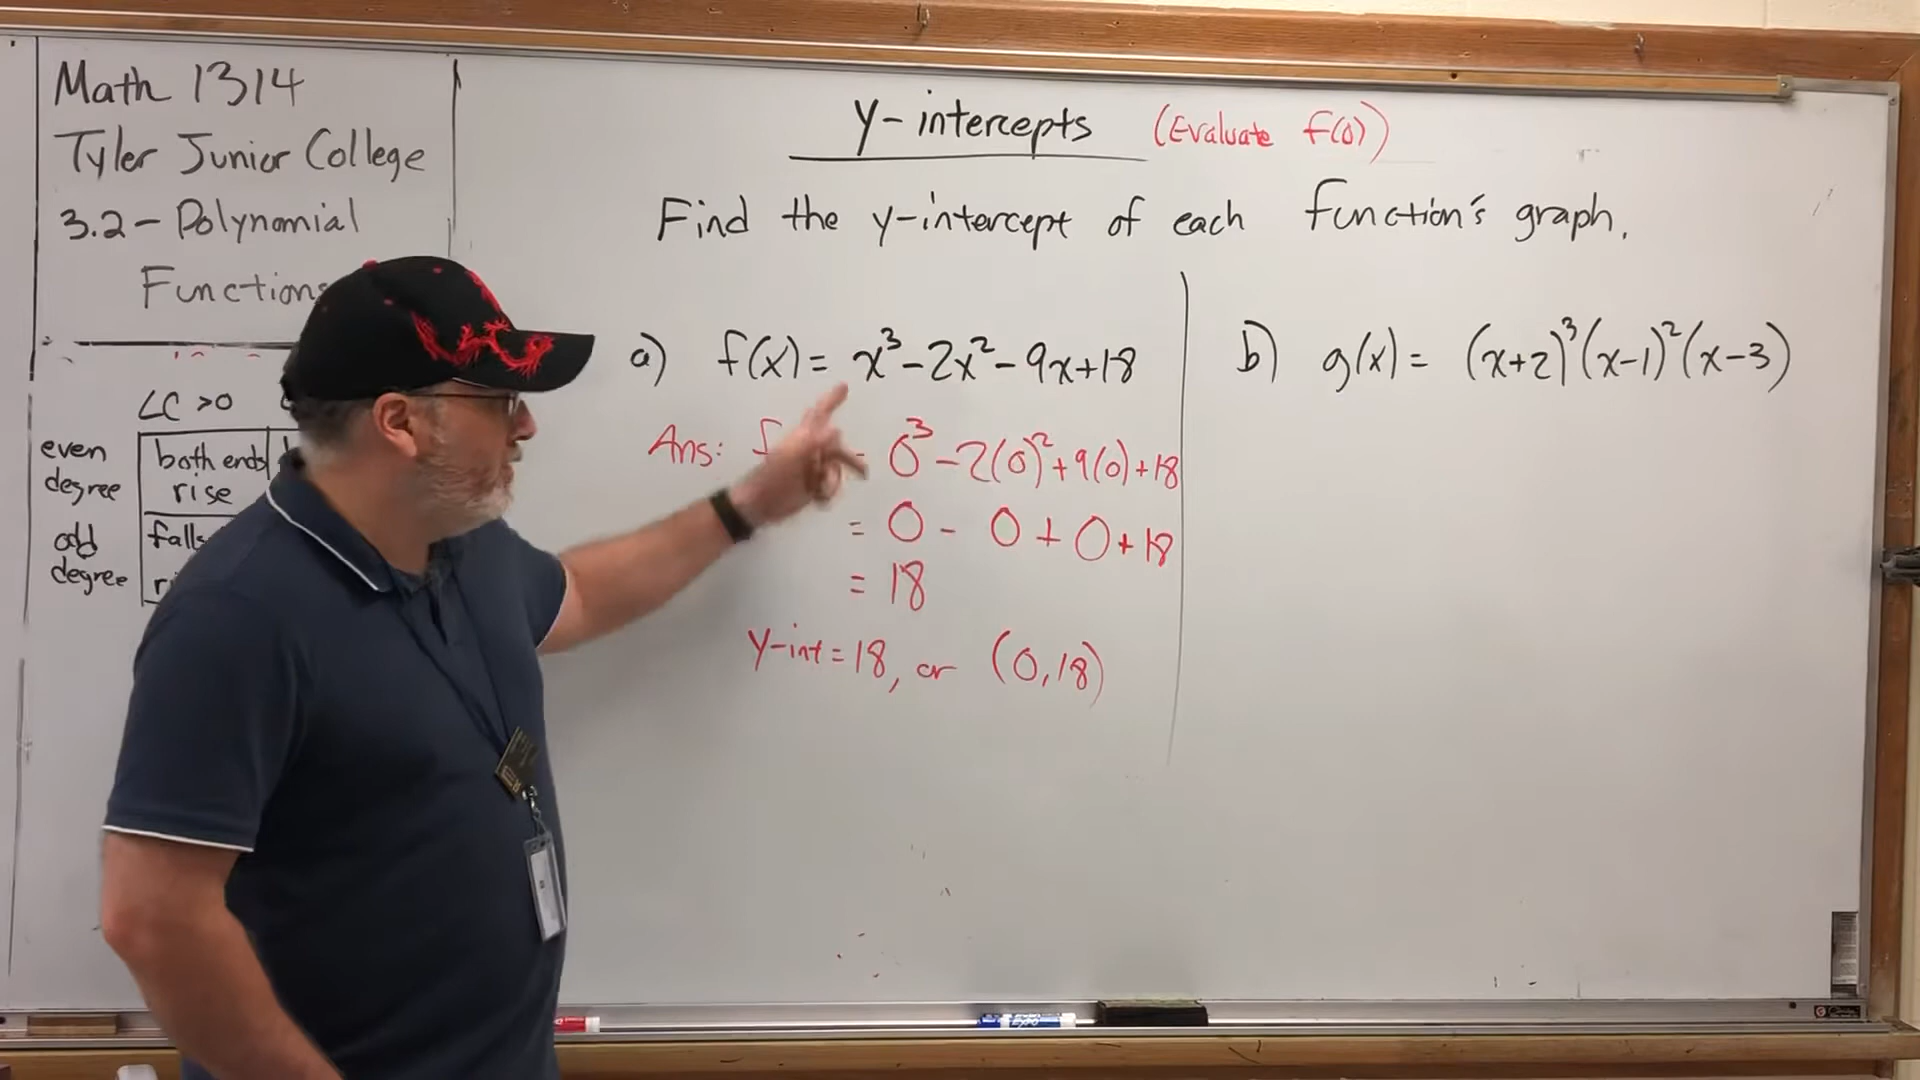 Math 1314
Tyler Junior College
3.2 – Polynomial
Functions
LC >0
even
degree
both ends
rise
odd
degree
falls
y-intercepts (Evaluate f(0))
Find the y-intercept of each function's graph.
a) f(x) = x³ – 2x² – 9x + 18
Ans: = 0³ – 2(0)² + 9(0) + 18
= 0 – 0 + 0 + 18
= 18
y-int = 18, or (0, 18)
b) g(x) = (x+2)³(x–1)²(x–3)
EXPO